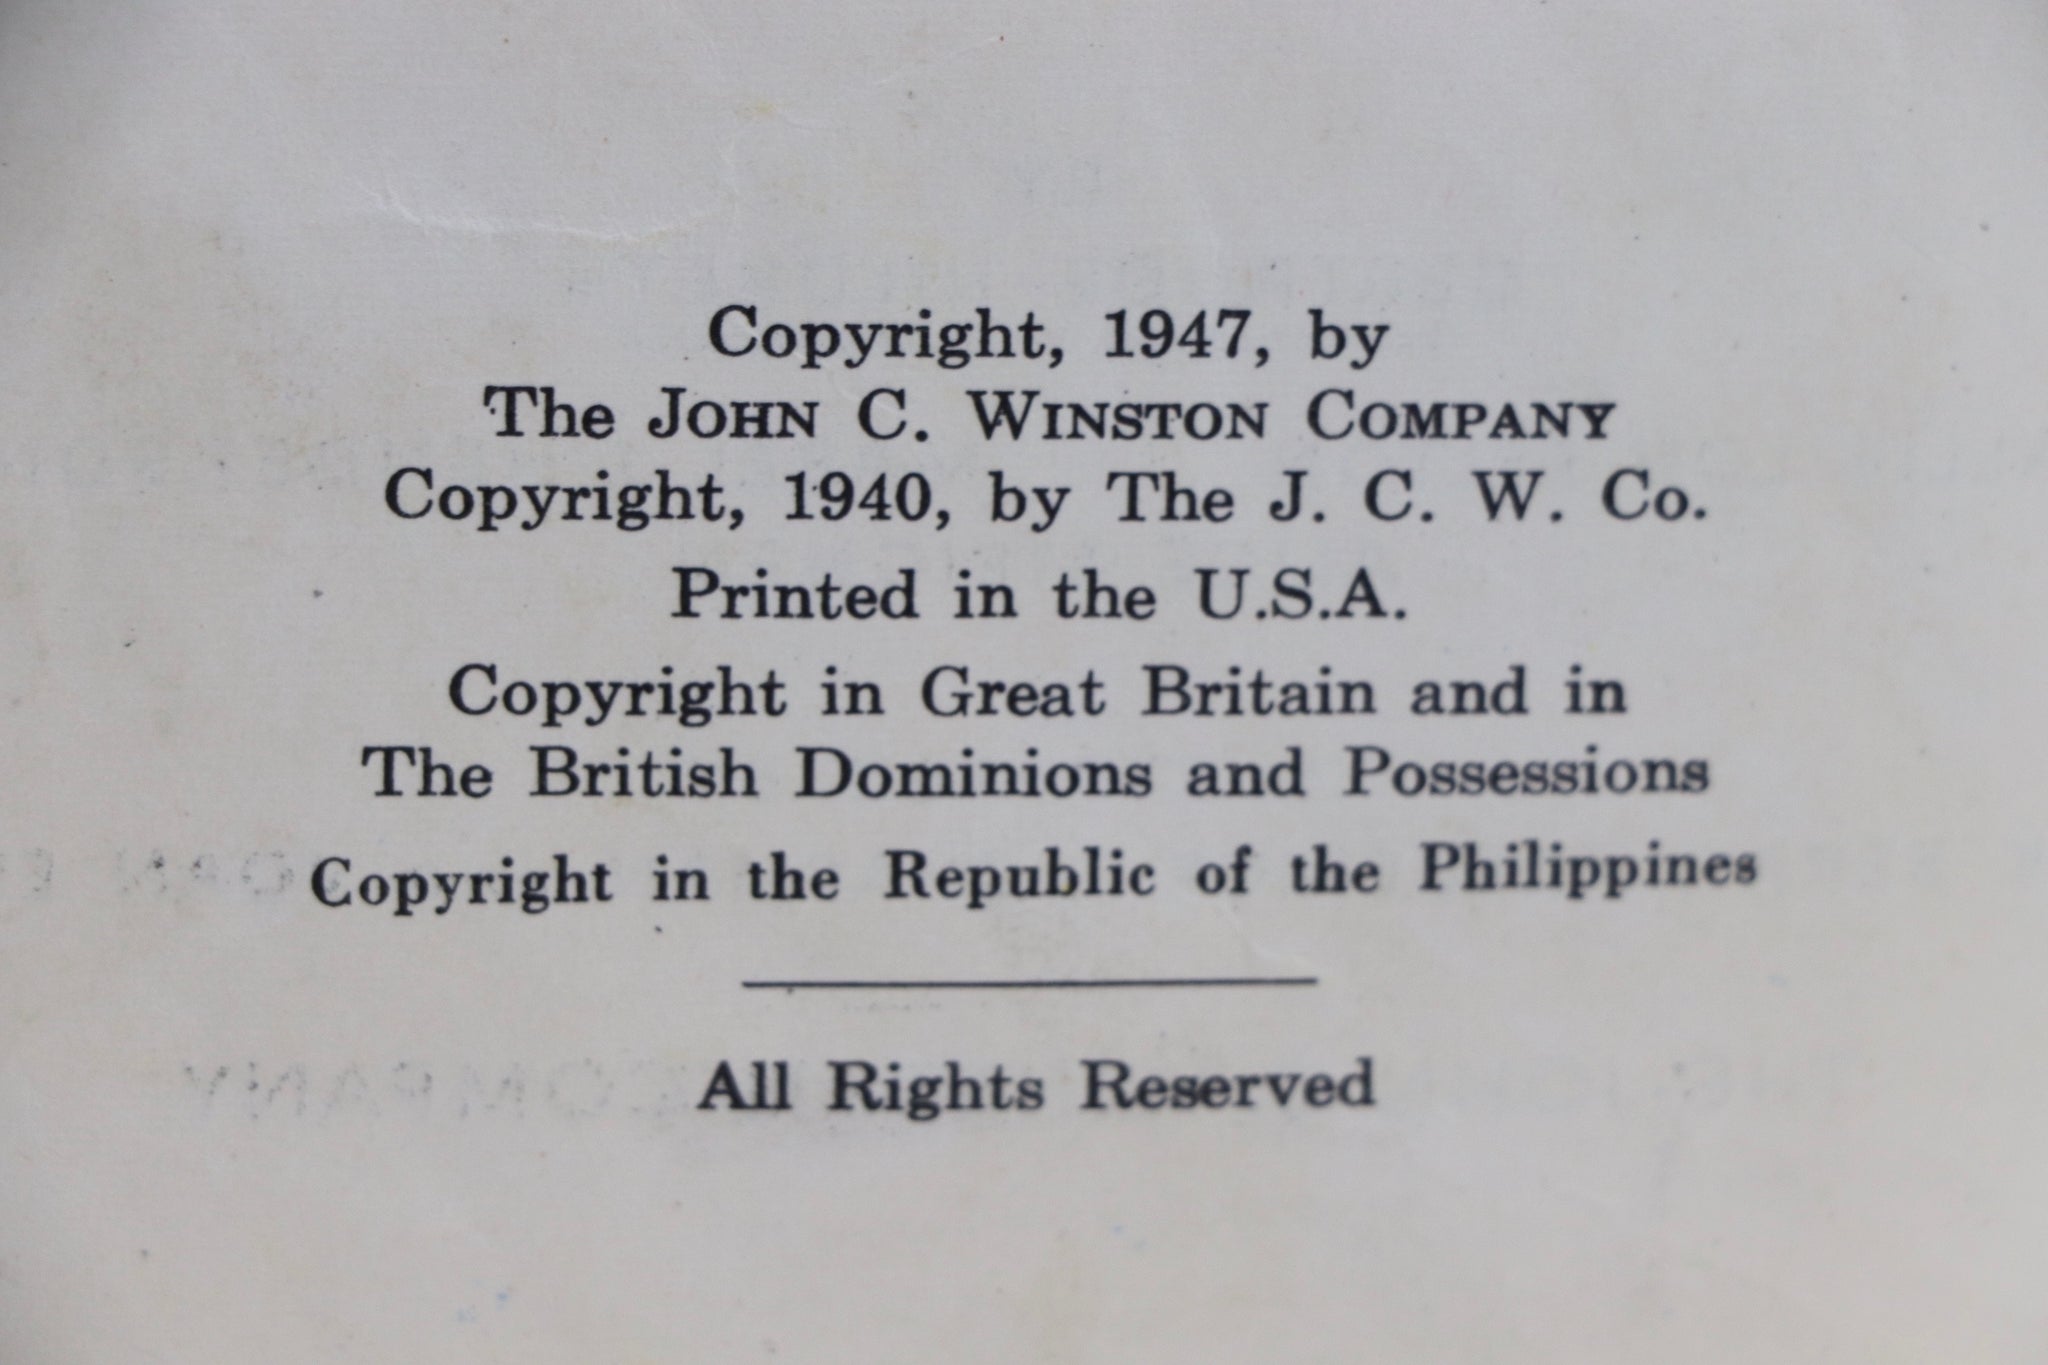 Copyright, 1947, by
The JOHN C. WINSTON COMPANY
Copyright, 1940, by The J. C. W. Co.
Printed in the U.S.A.
Copyright in Great Britain and in
The British Dominions and Possessions
Copyright in the Republic of the Philippines
All Rights Reserved